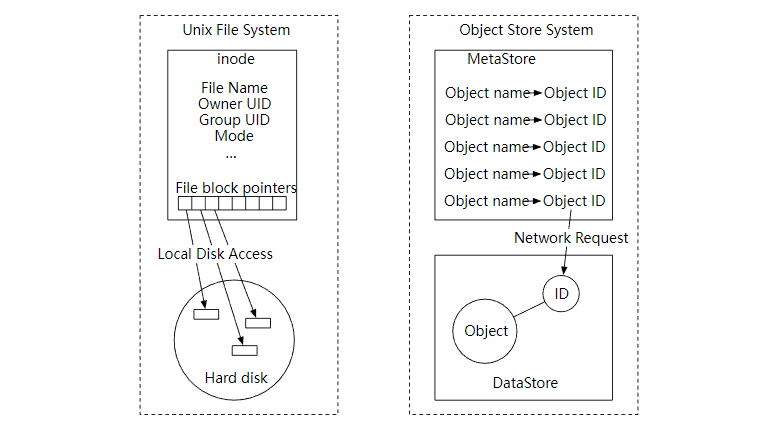 Unix File System
inode
File Name
Owner UID
Group UID
Mode
...
File block pointers
Local Disk Access
Hard disk
Object Store System
MetaStore
Object name Object ID
Object name Object ID
Object name Object ID
Object name Object ID
Object name Object ID
Network Request
ID
Object
DataStore